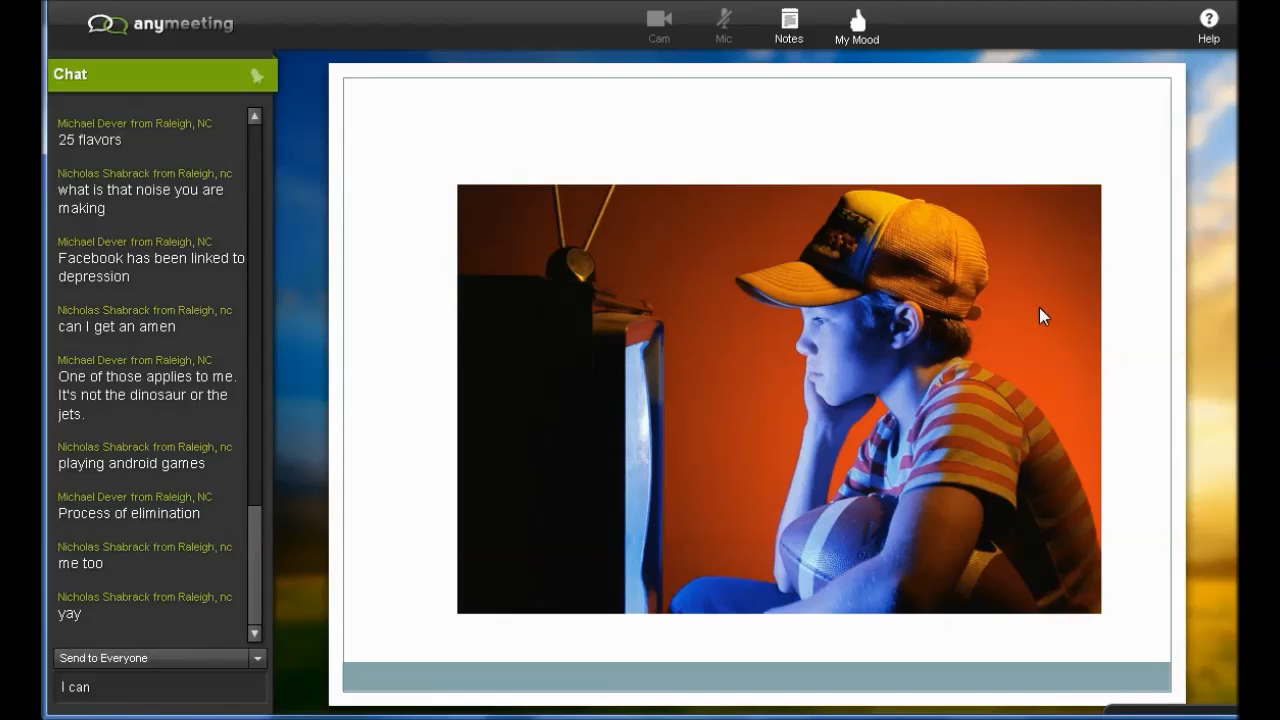 anymeeting
Cam
Mic
Notes
My Mood
Help
Chat
Michael Dever from Raleigh, NC
25 flavors
Nicholas Shabrack from Raleigh, nc
what is that noise you are
making
Michael Dever from Raleigh, NC
Facebook has been linked to
depression
Nicholas Shabrack from Raleigh, nc
can I get an amen
Michael Dever from Raleigh, NC
One of those applies to me.
It's not the dinosaur or the
jets.
Nicholas Shabrack from Raleigh, nc
playing android games
Michael Dever from Raleigh, NC
Process of elimination
Nicholas Shabrack from Raleigh, nc
me too
Nicholas Shabrack from Raleigh, nc
yay
Send to Everyone
I can